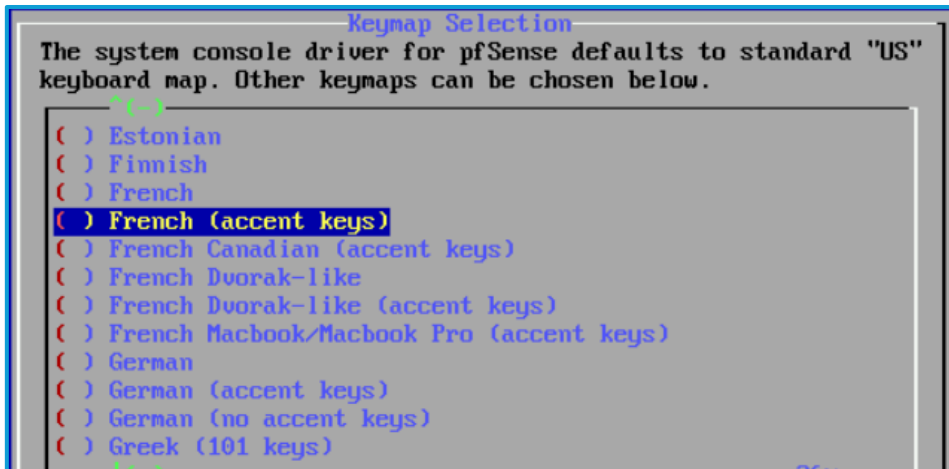 Keymap Selection
The system console driver for pfSense defaults to standard "US"
keyboard map. Other keymaps can be chosen below.
^(-)
( ) Estonian
( ) Finnish
( ) French
( ) French (accent keys)
( ) French Canadian (accent keys)
( ) French Dvorak-like
( ) French Dvorak-like (accent keys)
( ) French Macbook/Macbook Pro (accent keys)
( ) German
( ) German (accent keys)
( ) German (no accent keys)
( ) Greek (101 keys)